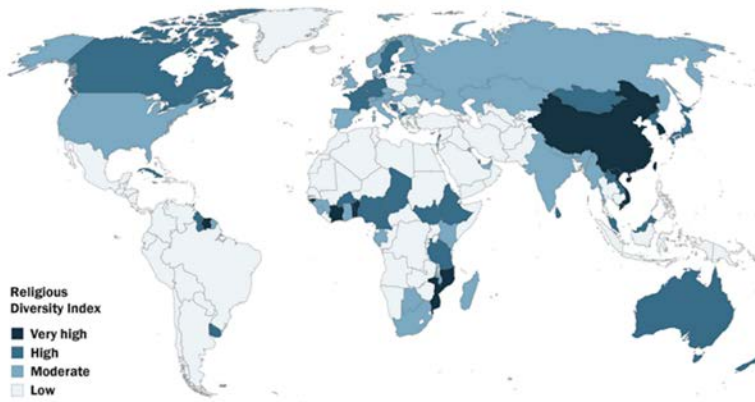 Religious
Diversity Index
Very high
High
Moderate
Low